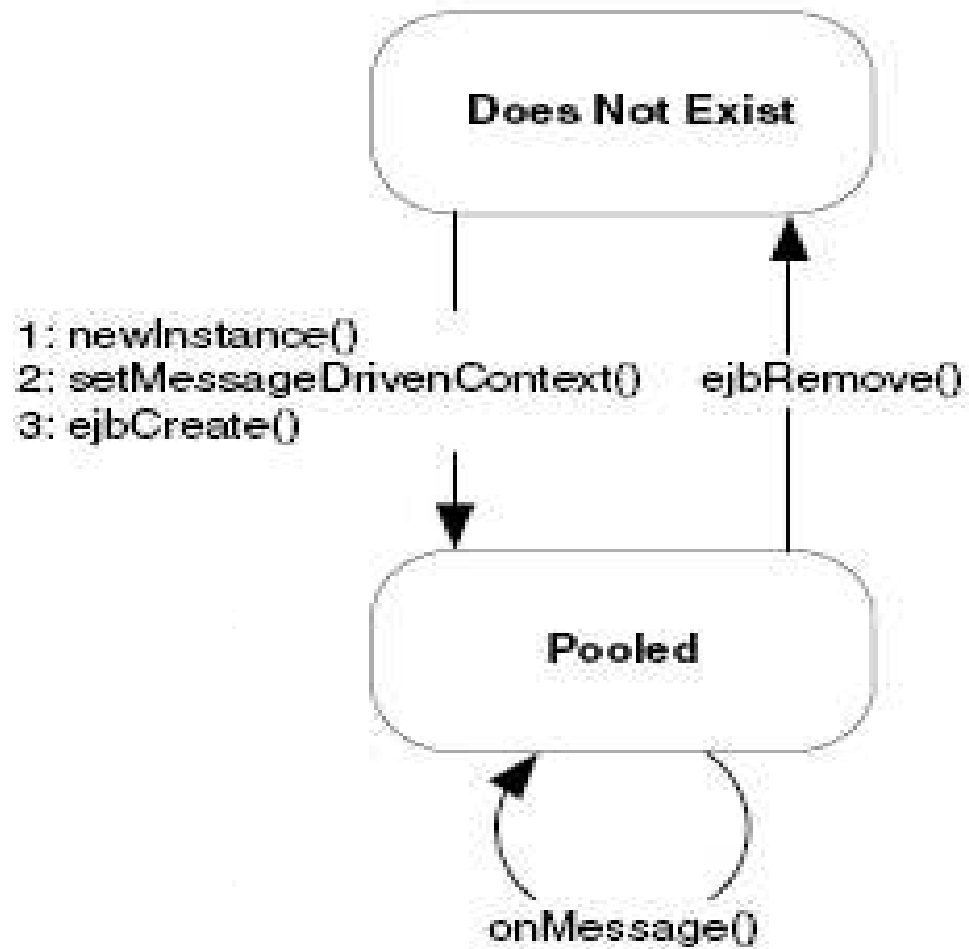 Does Not Exist
1: newInstance()
2: setMessageDrivenContext()
3: ejbCreate()
ejbRemove()
Pooled
onMessage()